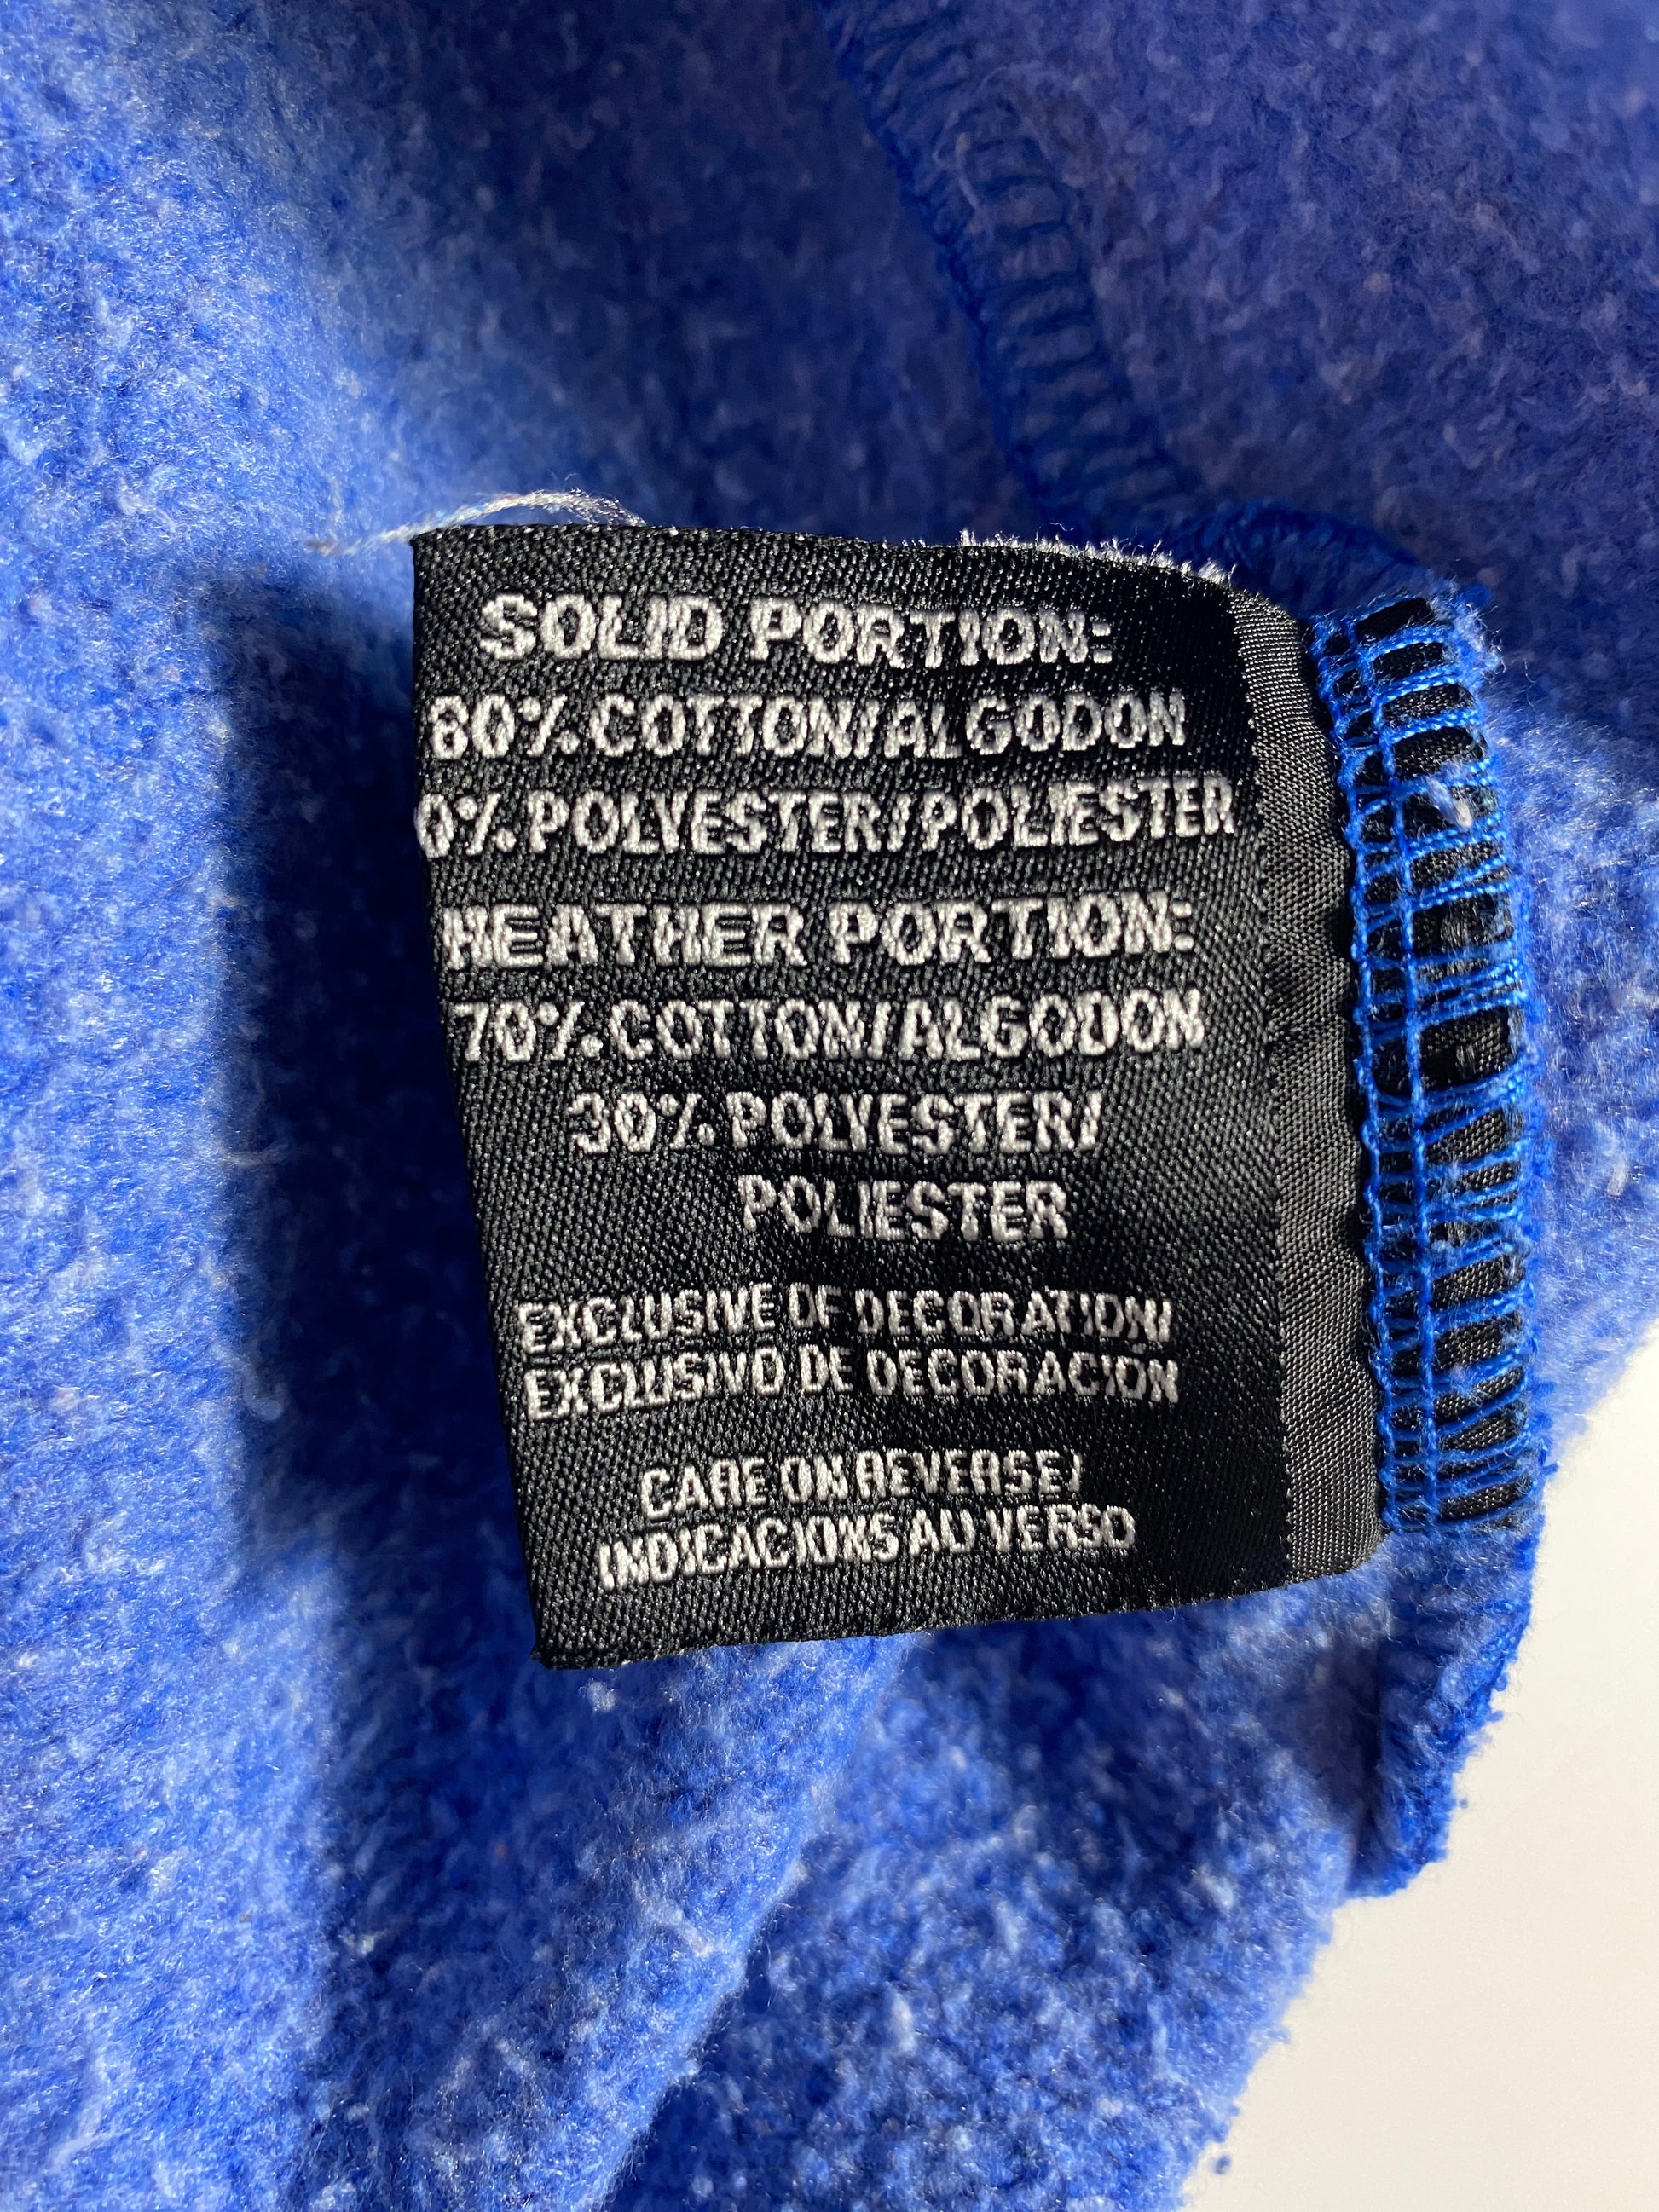 SOLID PORTION:
80% COTTON/ALGODON
0% POLYESTER/POLIESTER
HEATHER PORTION:
70% COTTON/ALGODON
30% POLYESTER/
POLIESTER
EXCLUSIVE OF DECORATION/
EXCLUSIVO DE DECORACIÓN
CARE ON REVERSE/
INDICACIONS AU VERSO